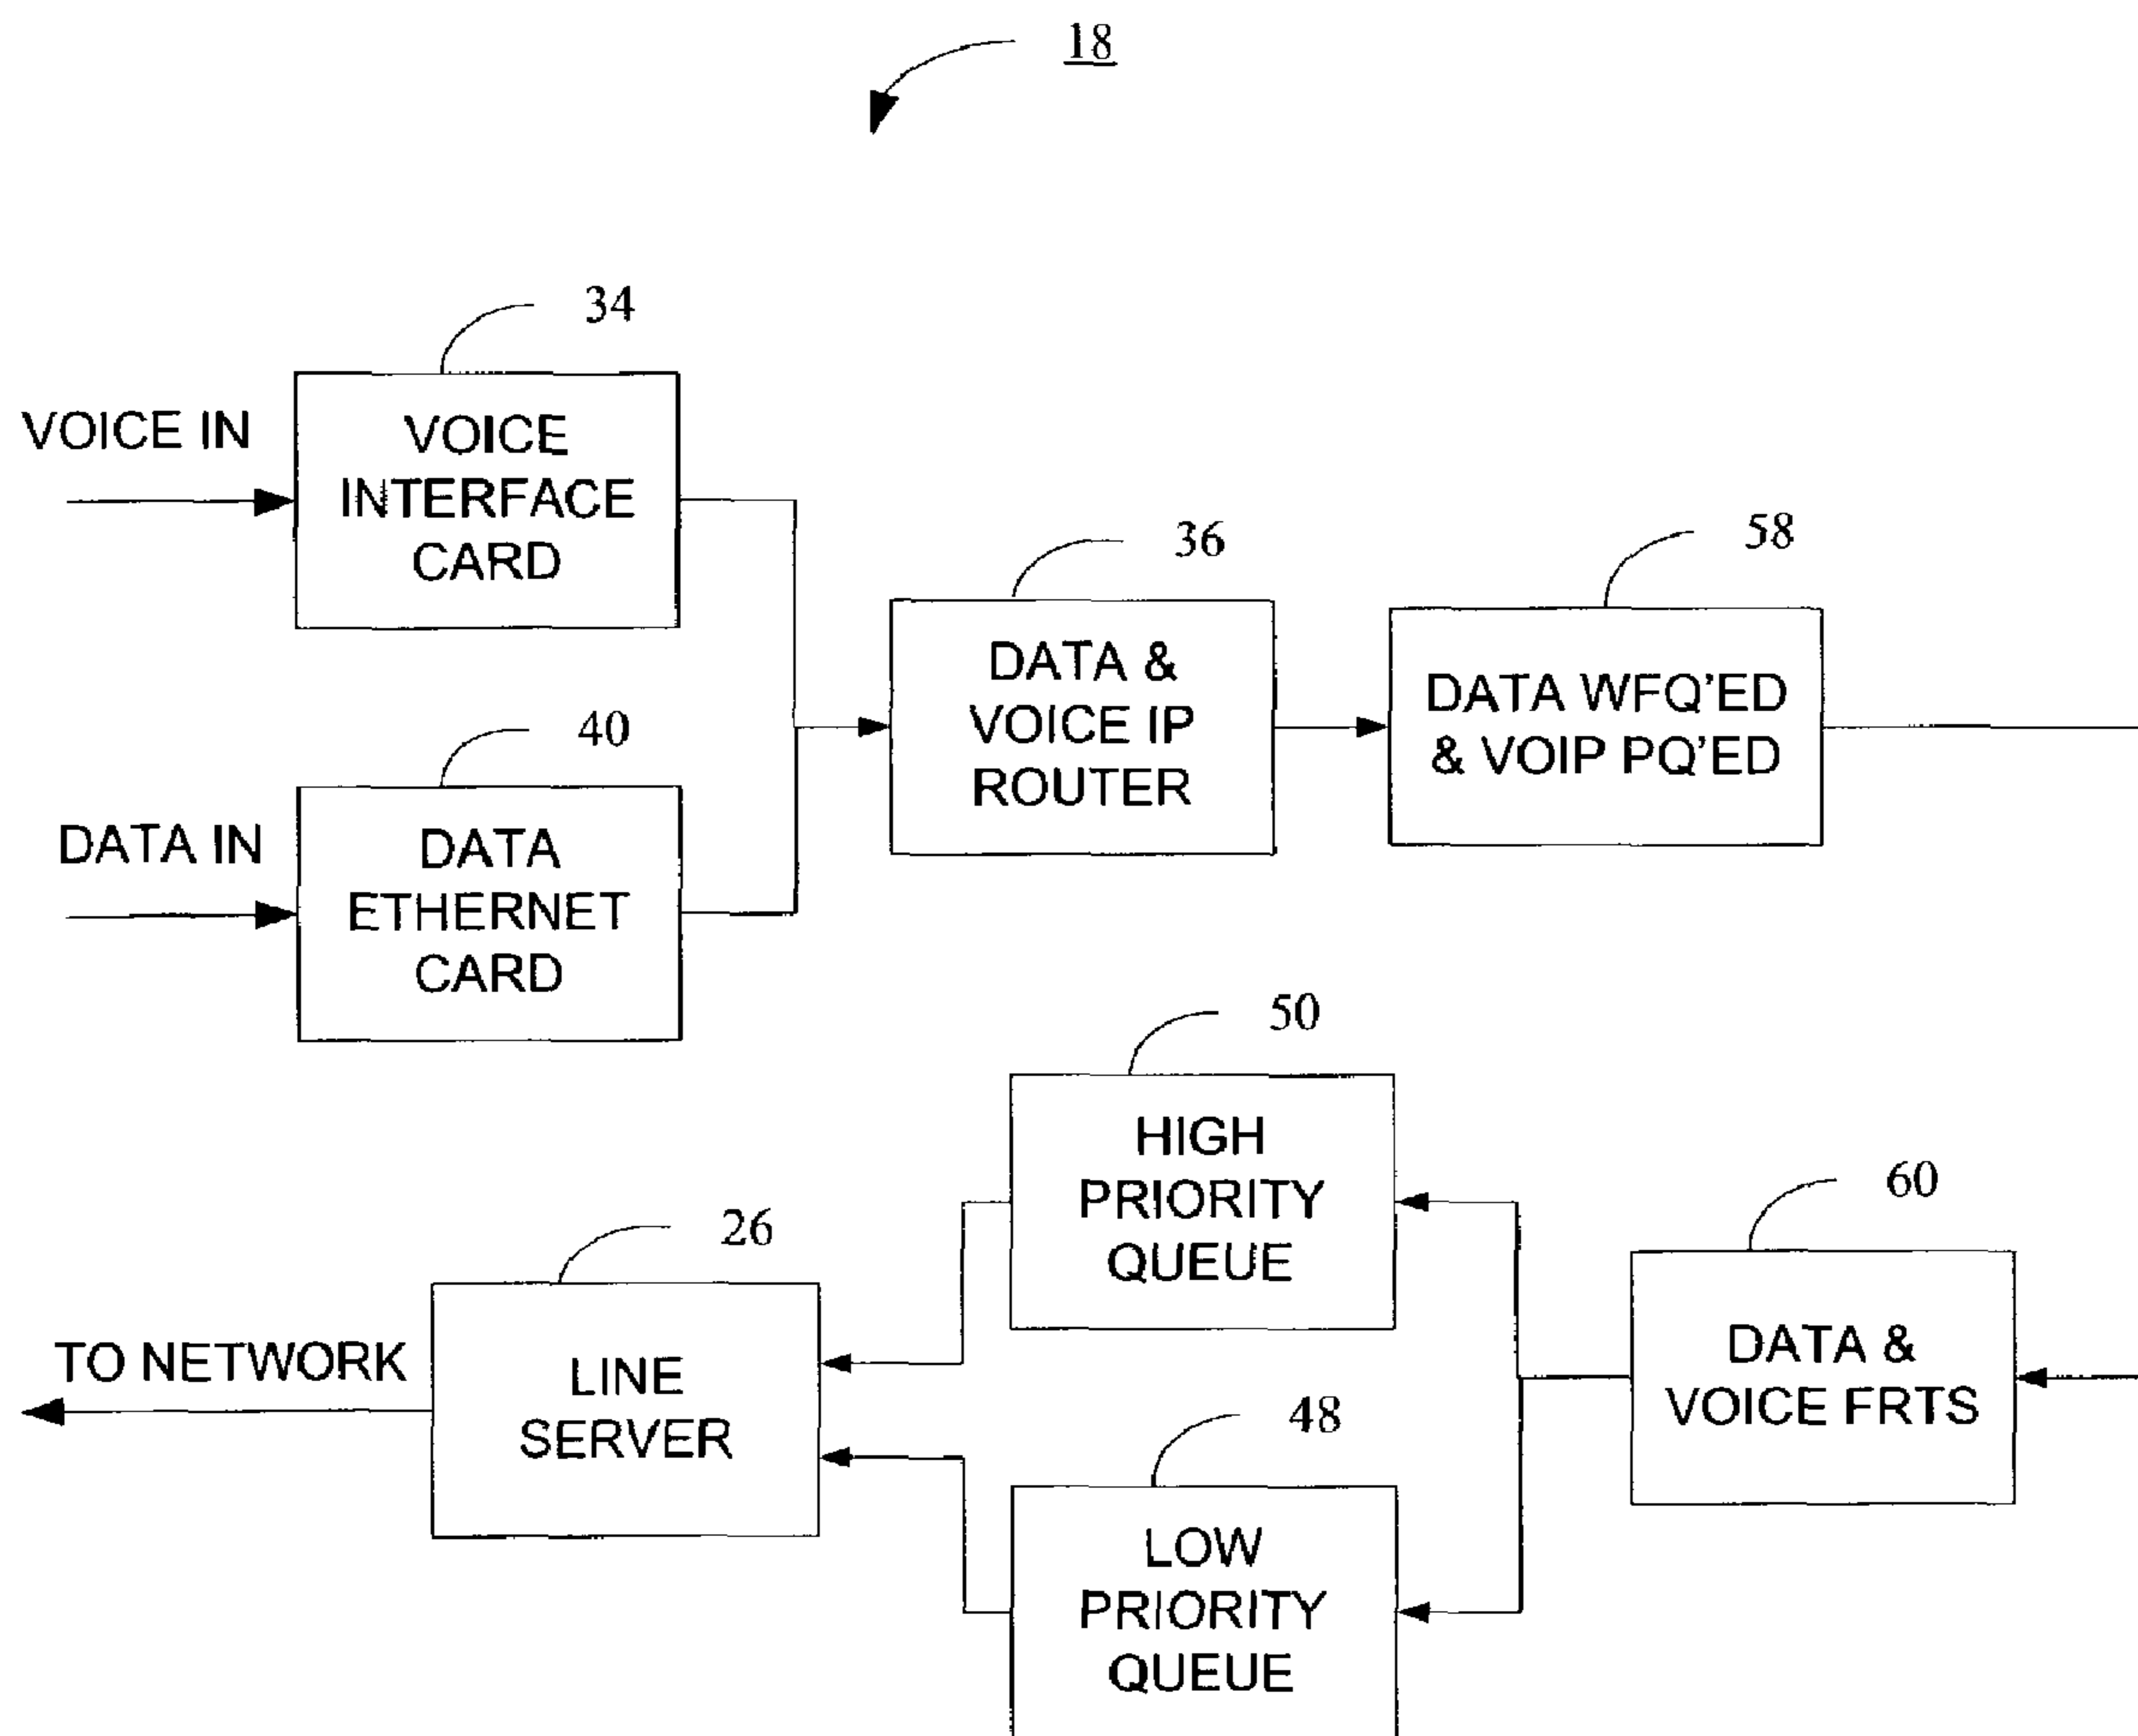 18
34
VOICE IN
VOICE
INTERFACE
CARD
36
DATA &
VOICE IP
ROUTER
58
DATA WFQ'ED
& VOIP PQ'ED
40
DATA IN
DATA
ETHERNET
CARD
50
HIGH
PRIORITY
QUEUE
60
DATA &
VOICE FRTS
26
TO NETWORK
LINE
SERVER
48
LOW
PRIORITY
QUEUE